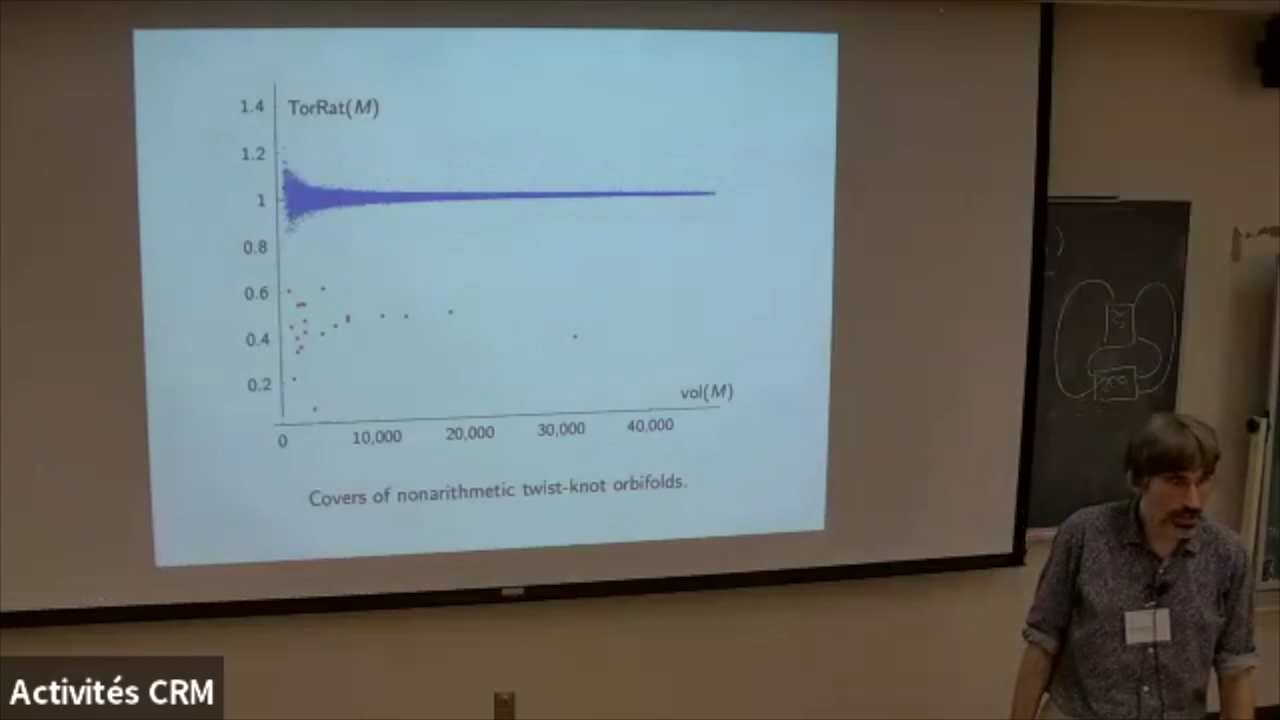 1.4 TorRat(M)
1.2
1
0.8
0.6
0.4
0.2
vol(M)
0 10,000 20,000 30,000 40,000
Covers of nonarithmetic twist-knot orbifolds.
Activités CRM